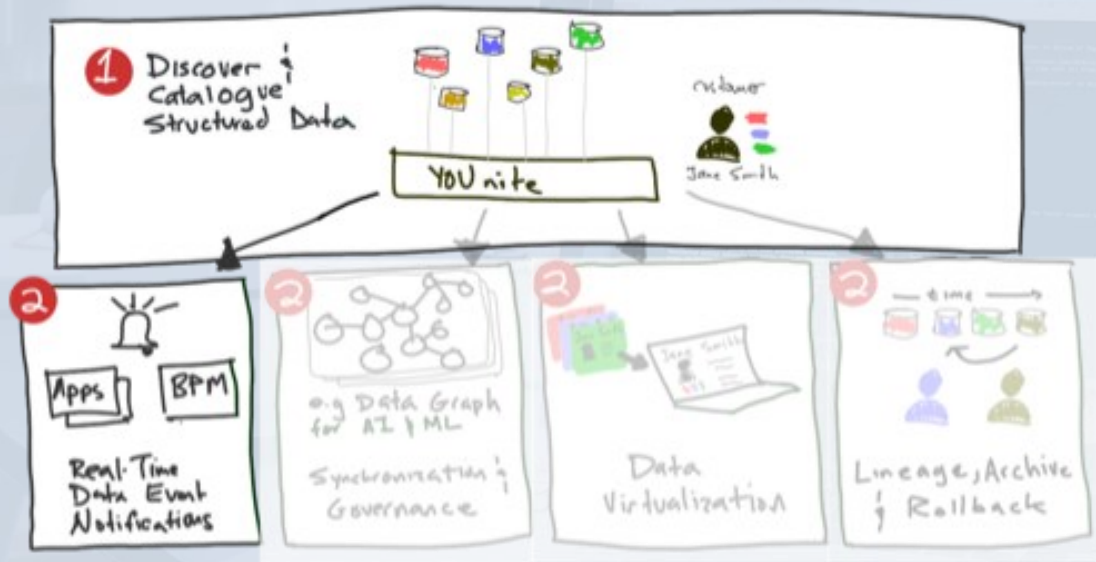 1
Discover &
Catalogue
Structured Data
YOUnite
Customer
Jane Smith
2
Apps
BPM
Real-Time
Data Event
Notifications
2
e.g Data Graph
for AI & ML
Synchronization &
Governance
2
Jane Smith
Data
Virtualization
2
time
Lineage, Archive
& Rollback